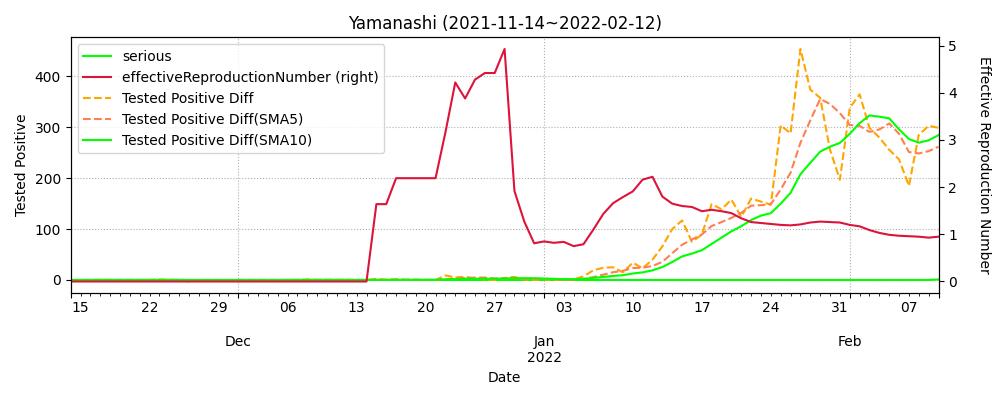 Yamanashi (2021-11-14~2022-02-12)
serious
effectiveReproductionNumber (right)
Tested Positive Diff
Tested Positive Diff(SMA5)
Tested Positive Diff(SMA10)
Tested Positive
400
300
200
100
0
Effective Reproduction Number
5
4
3
2
1
0
15 22 29 06 13 20 27 03 10 17 24 31 07
Dec Jan Feb
2022
Date